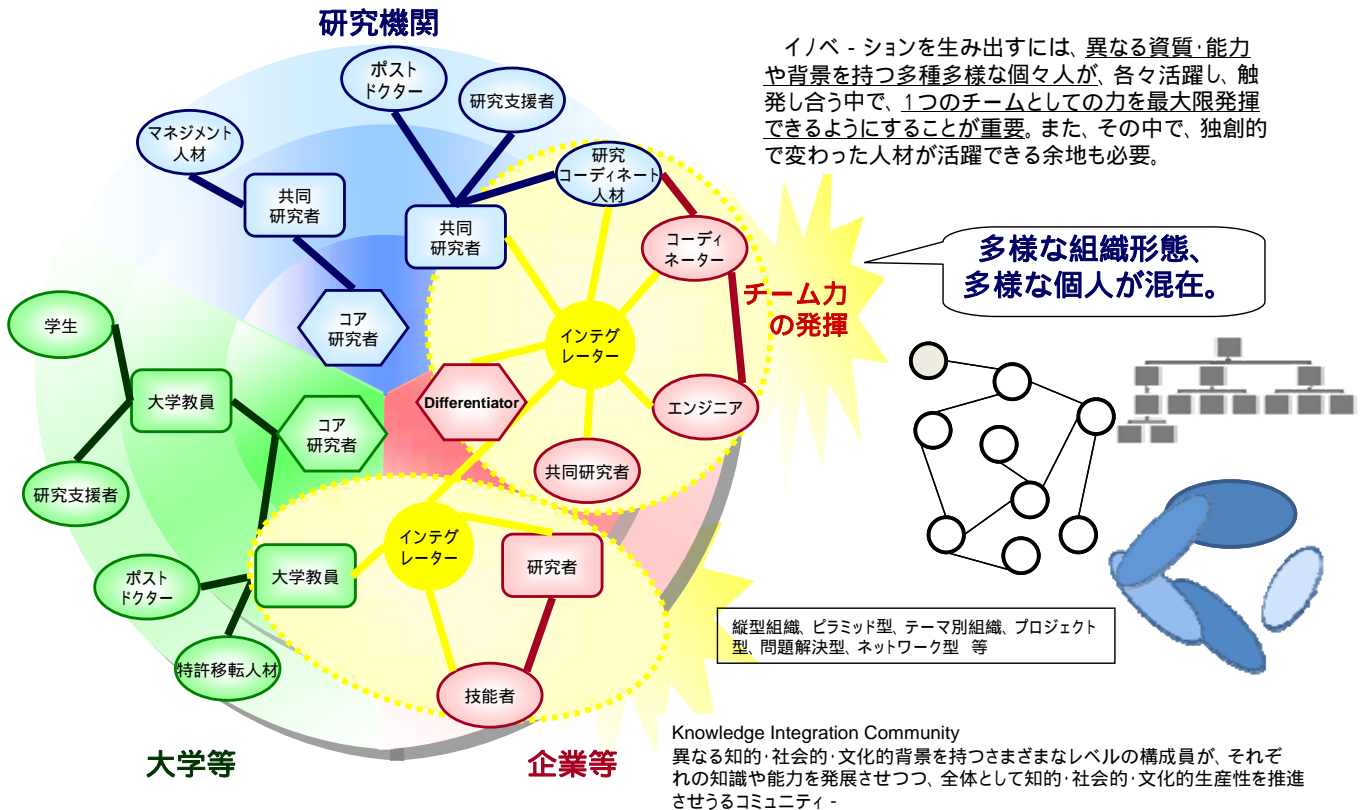 研究機関
イノベ - ションを生み出すには、異なる資質・能力
や背景を持つ多種多様な個々人が、各々活躍し、触
発し合う中で、1つのチームとしての力を最大限発揮
できるようにすることが重要。また、その中で、独創的
で変わった人材が活躍できる余地も必要。
ポスト
ドクター
研究支援者
マネジメント
人材
研究
コーディネート
人材
共同
研究者
共同
研究者
コーディ
ネーター
多様な組織形態、
多様な個人が混在。
チーム力
の発揮
コア
研究者
学生
インテグ
レーター
大学教員
Differentiator
エンジニア
コア
研究者
共同研究者
研究支援者
インテグ
レーター
研究者
大学教員
ポスト
ドクター
縦型組織、ピラミッド型、テーマ別組織、プロジェクト
型、問題解決型、ネットワーク型 等
特許移転人材
技能者
大学等
企業等
Knowledge Integration Community
異なる知的・社会的・文化的背景を持つさまざまなレベルの構成員が、それぞ
れの知識や能力を発展させつつ、全体として知的・社会的・文化的生産性を推進
させうるコミュニティ -